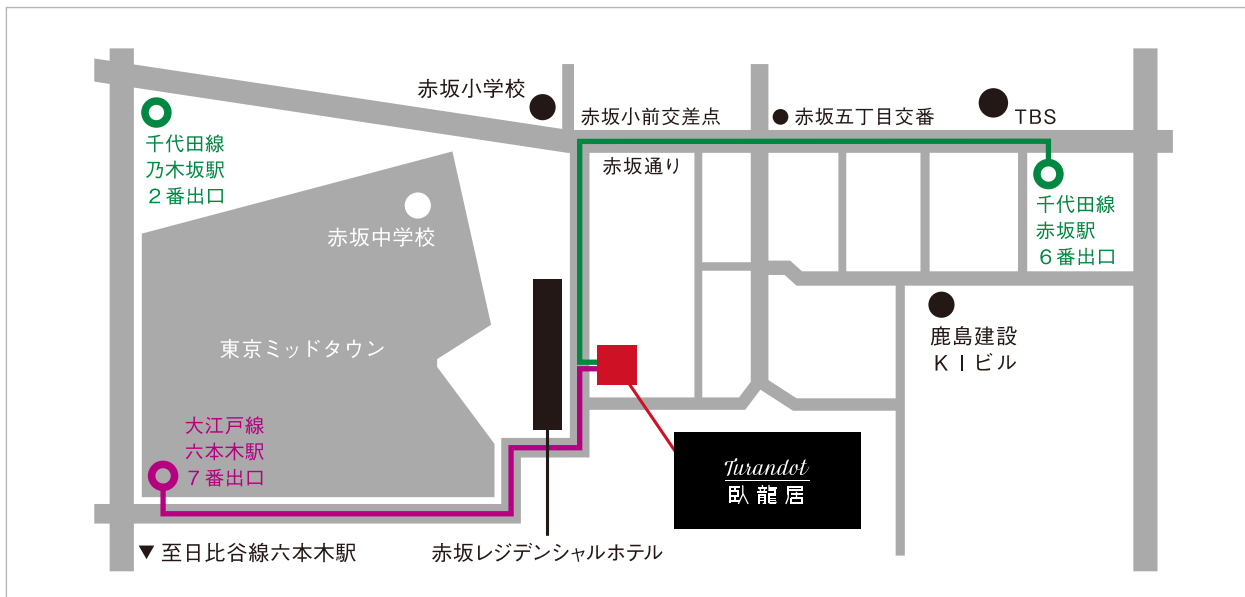 赤坂小学校
赤坂小前交差点
赤坂五丁目交番
TBS
千代田線
乃木坂駅
２番出口
赤坂通り
千代田線
赤坂駅
６番出口
赤坂中学校
東京ミッドタウン
鹿島建設
ＫＩビル
大江戸線
六本木駅
７番出口
Turandot
臥龍居
▼至日比谷線六本木駅
赤坂レジデンシャルホテル